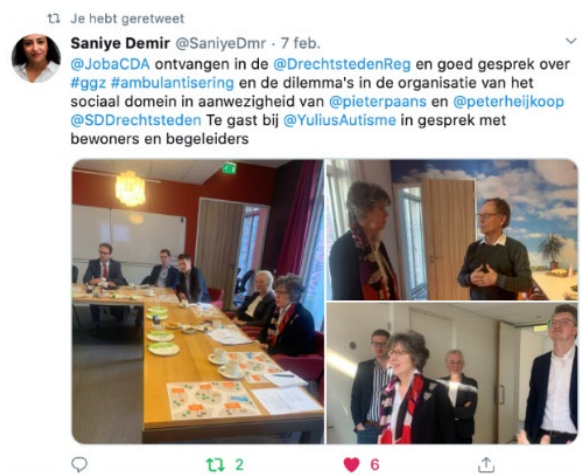 Je hebt geretweet
Saniye Demir @SaniyeDmr · 7 feb.
@JobaCDA ontvangen in de @DrechtstedenReg en goed gesprek over
#ggz #ambulantisering en de dilemma's in de organisatie van het
sociaal domein in aanwezigheid van @pieterpaans en @peterheijkoop
@SDDrechtsteden Te gast bij @YuliusAutisme in gesprek met
bewoners en begeleiders
2
6